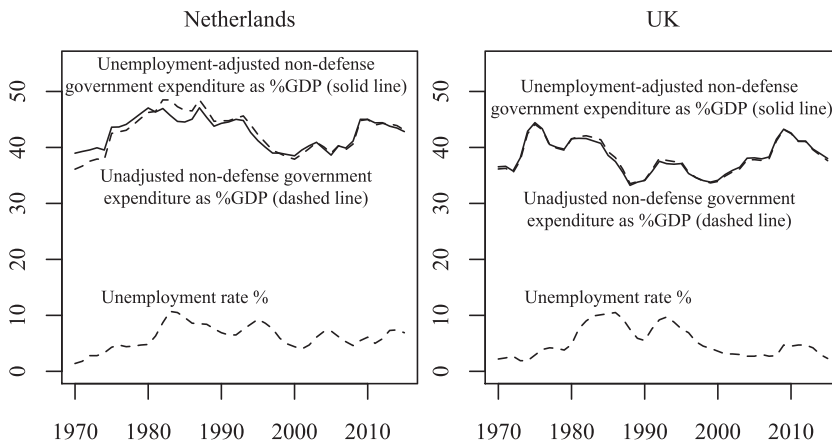 Netherlands
Unemployment-adjusted non-defense
government expenditure as %GDP (solid line)
Unadjusted non-defense government
expenditure as %GDP (dashed line)
Unemployment rate %
0
10
20
30
40
50
1970
1980
1990
2000
2010
UK
Unemployment-adjusted non-defense
government expenditure as %GDP (solid line)
Unadjusted non-defense government
expenditure as %GDP (dashed line)
Unemployment rate %
0
10
20
30
40
50
1970
1980
1990
2000
2010